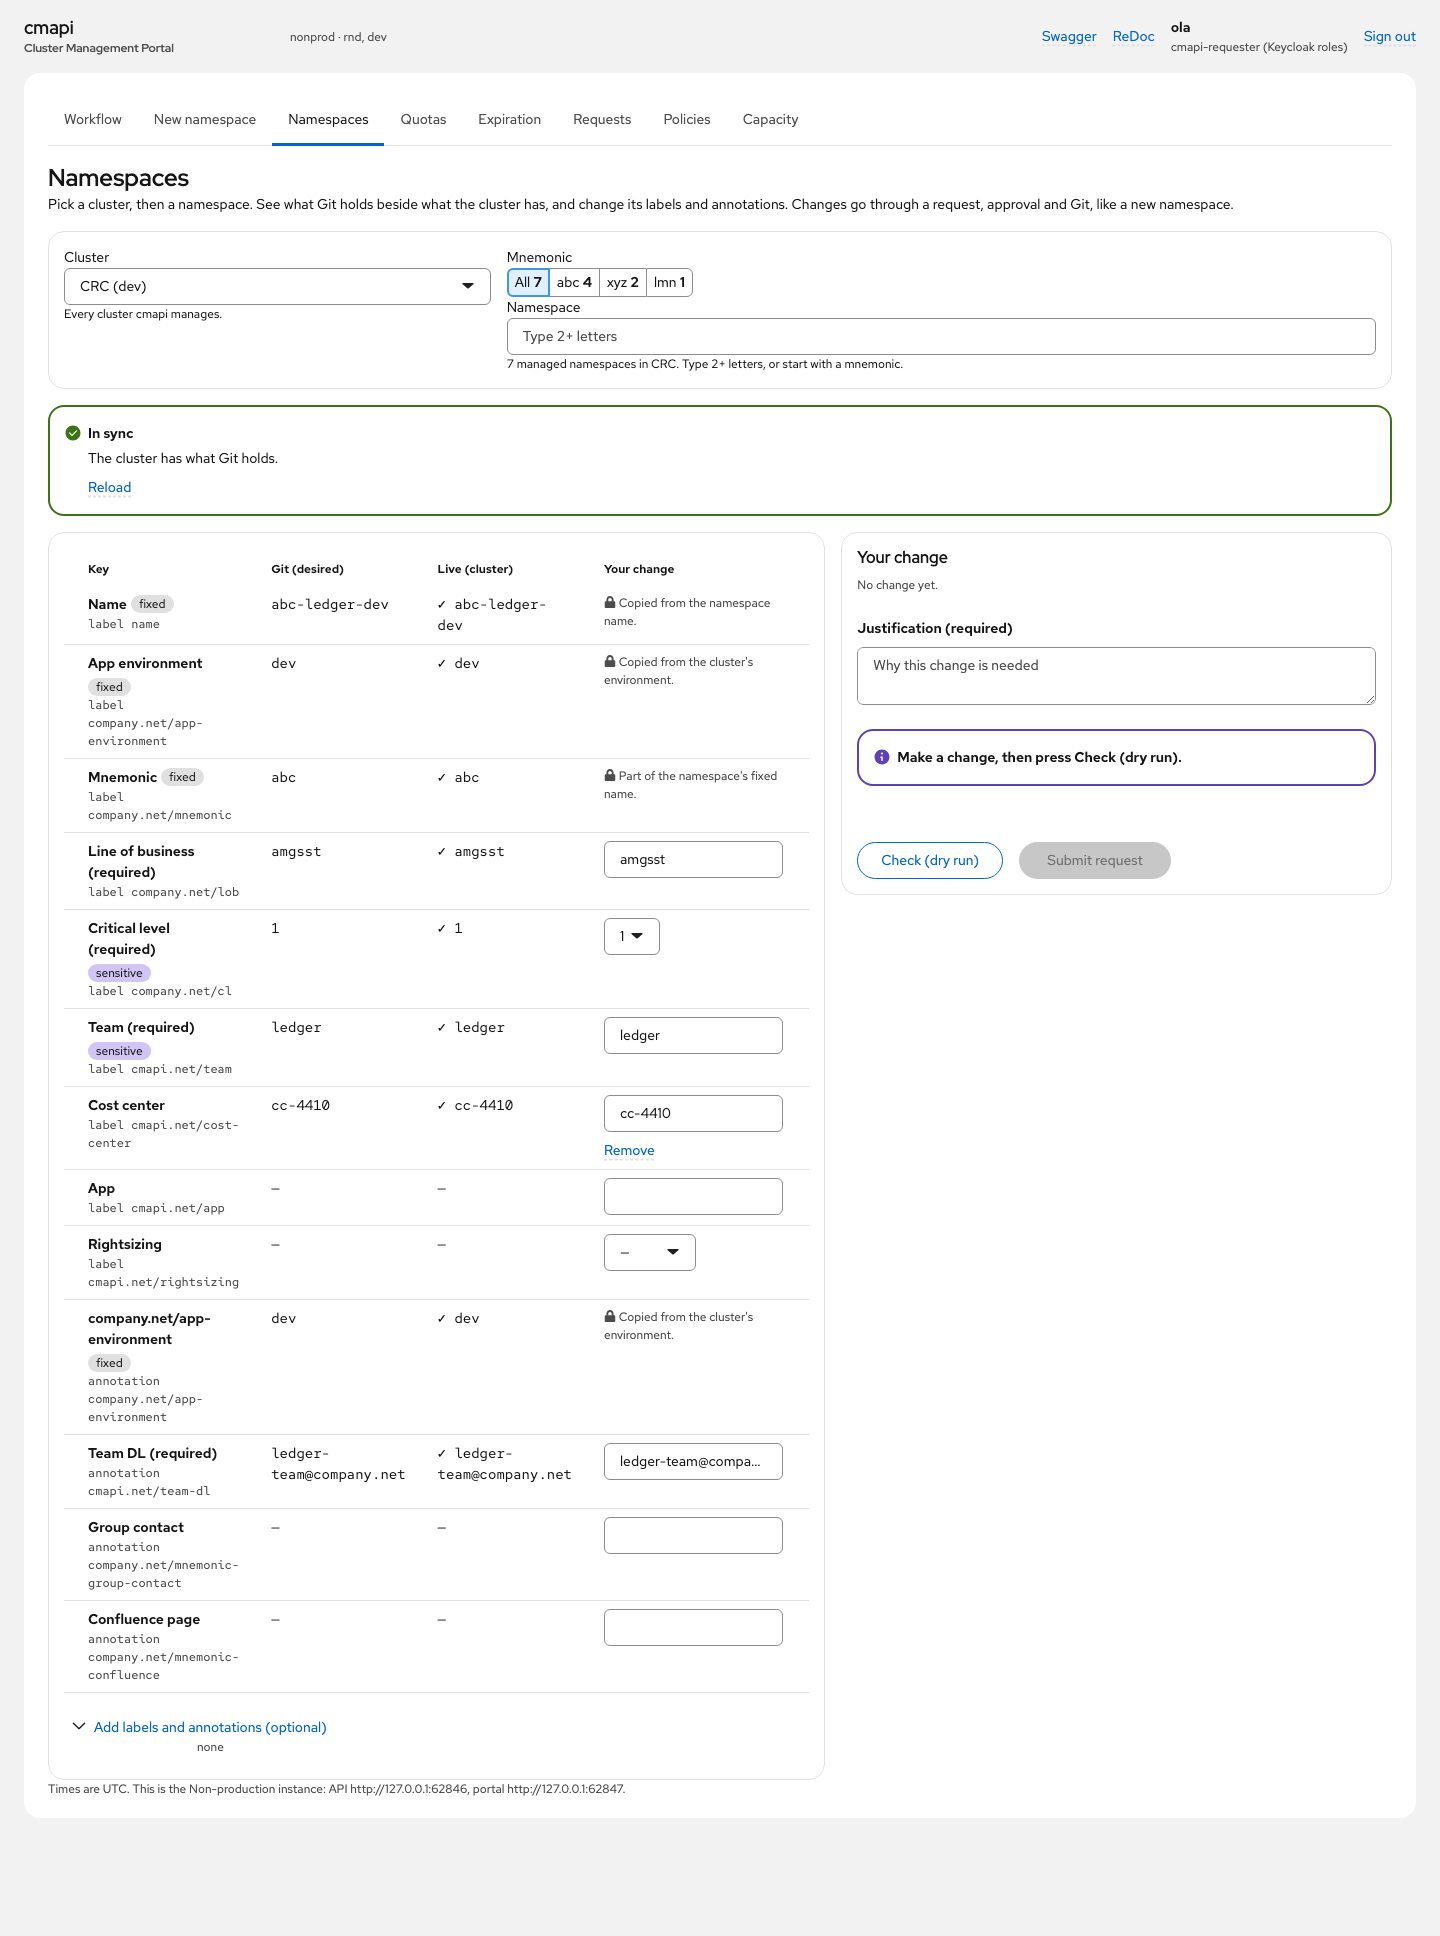 cmapi
Cluster Management Portal
nonprod · rnd, dev
Swagger
ReDoc
ola
cmapi-requester (Keycloak roles)
Sign out
Workflow
New namespace
Namespaces
Quotas
Expiration
Requests
Policies
Capacity
Namespaces
Pick a cluster, then a namespace. See what Git holds beside what the cluster has, and change its labels and annotations. Changes go through a request, approval and Git, like a new namespace.
Cluster
CRC (dev)
Every cluster cmapi manages.
Mnemonic
All 7
abc 4
xyz 2
lmn 1
Namespace
Type 2+ letters
7 managed namespaces in CRC. Type 2+ letters, or start with a mnemonic.
In sync
The cluster has what Git holds.
Reload
Key
Git (desired)
Live (cluster)
Your change
Name fixed
label name
abc-ledger-dev
✓ abc-ledger-
dev
Copied from the namespace
name.
App environment
fixed
label
company.net/app-
environment
dev
✓ dev
Copied from the cluster's
environment.
Mnemonic fixed
label
company.net/mnemonic
abc
✓ abc
Part of the namespace's fixed
name.
Line of business
(required)
label company.net/lob
amgsst
✓ amgsst
amgsst
Critical level
(required)
sensitive
label company.net/cl
1
✓ 1
1
Team (required)
sensitive
label cmapi.net/team
ledger
✓ ledger
ledger
Cost center
label cmapi.net/cost-
center
cc-4410
✓ cc-4410
cc-4410
Remove
App
label cmapi.net/app
—
—
Rightsizing
label
cmapi.net/rightsizing
—
—
—
company.net/app-
environment
fixed
annotation
company.net/app-
environment
dev
✓ dev
Copied from the cluster's
environment.
Team DL (required)
annotation
cmapi.net/team-dl
ledger-
team@company.net
✓ ledger-
team@company.net
ledger-team@compa...
Group contact
annotation
company.net/mnemonic-
group-contact
—
—
Confluence page
annotation
company.net/mnemonic-
confluence
—
—
Add labels and annotations (optional)
none
Your change
No change yet.
Justification (required)
Why this change is needed
Make a change, then press Check (dry run).
Check (dry run)
Submit request
Times are UTC. This is the Non-production instance: API http://127.0.0.1:62846, portal http://127.0.0.1:62847.